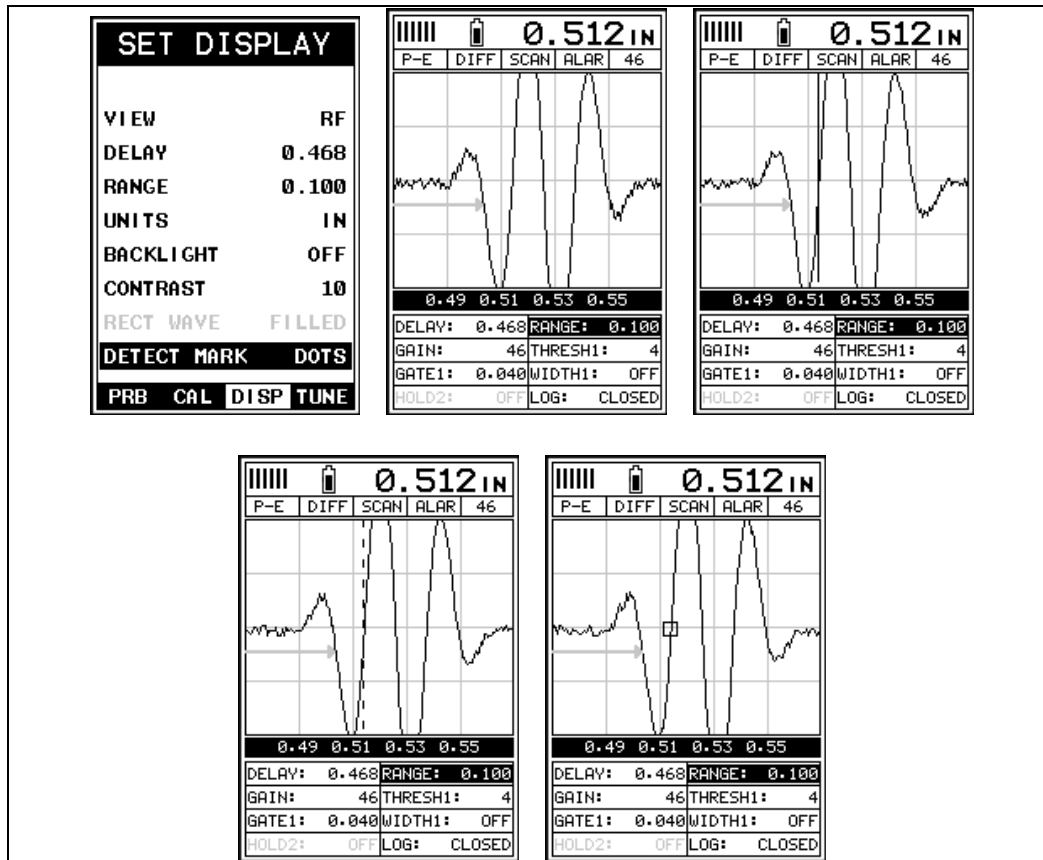 SET DISPLAY
VIEW RF
DELAY 0.468
RANGE 0.100
UNITS IN
BACKLIGHT OFF
CONTRAST 10
RECT WAVE FILLED
DETECT MARK DOTS
PRB CAL DISP TUNE
0.512 IN
P-E DIFF SCAN ALAR 46
0.49 0.51 0.53 0.55
DELAY: 0.468 RANGE: 0.100
GAIN: 46 THRESH1: 4
GATE1: 0.040 WIDTH1: OFF
HOLD2: OFF LOG: CLOSED
0.512 IN
P-E DIFF SCAN ALAR 46
0.49 0.51 0.53 0.55
DELAY: 0.468 RANGE: 0.100
GAIN: 46 THRESH1: 4
GATE1: 0.040 WIDTH1: OFF
HOLD2: OFF LOG: CLOSED
0.512 IN
P-E DIFF SCAN ALAR 46
0.49 0.51 0.53 0.55
DELAY: 0.468 RANGE: 0.100
GAIN: 46 THRESH1: 4
GATE1: 0.040 WIDTH1: OFF
HOLD2: OFF LOG: CLOSED
0.512 IN
P-E DIFF SCAN ALAR 46
0.49 0.51 0.53 0.55
DELAY: 0.468 RANGE: 0.100
GAIN: 46 THRESH1: 4
GATE1: 0.040 WIDTH1: OFF
HOLD2: OFF LOG: CLOSED